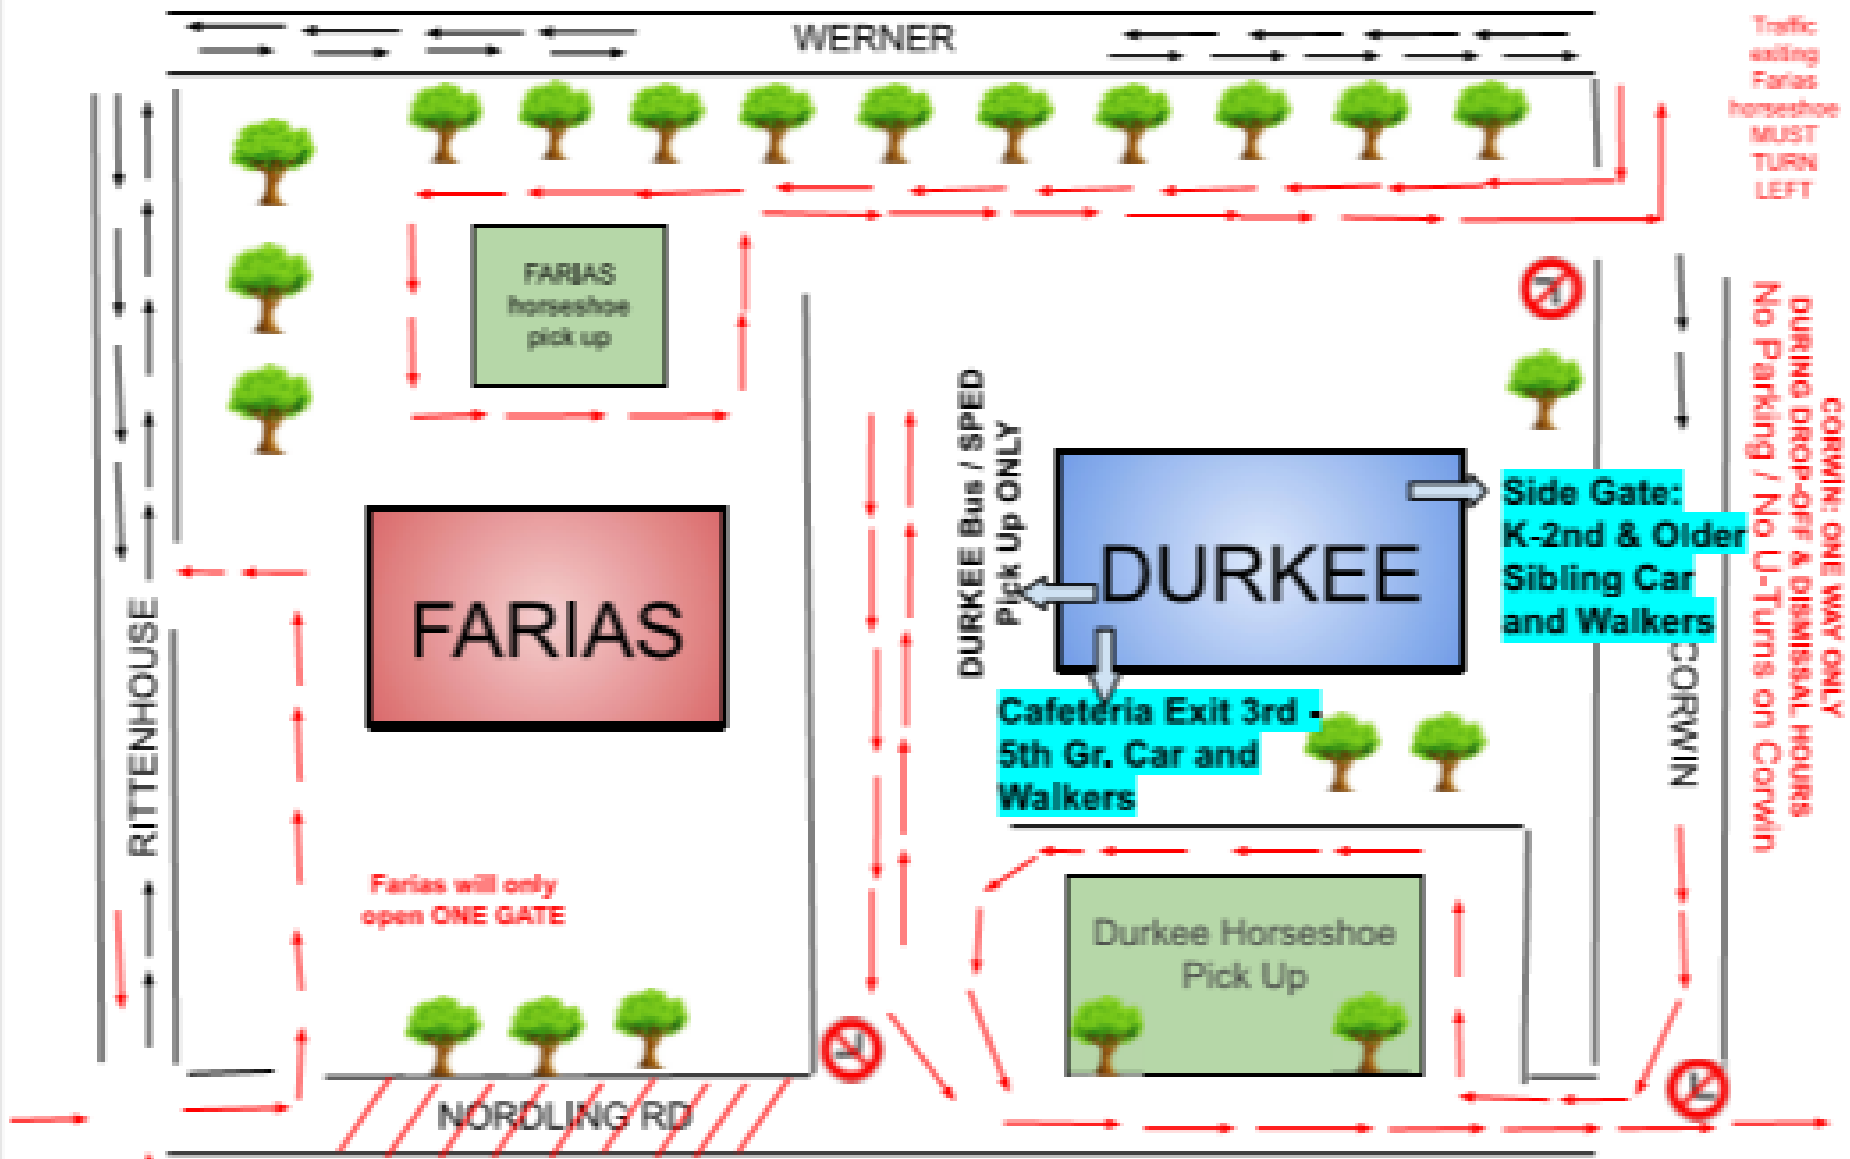 WERNER
Traffic
exiting
Farias
horseshoe
MUST
TURN
LEFT
FARIAS
horseshoe
pick up
DURKEE Bus / SPED
Pick Up ONLY
DURKEE
Side Gate:
K-2nd & Older
Sibling Car
and Walkers
CORWIN: ONE WAY ONLY
DURING DROP-OFF & DISMISSAL HOURS
No Parking / No U-Turns on Corwin
FARIAS
RITTENHOUSE
CORWIN
Cafeteria Exit 3rd -
5th Gr. Car and
Walkers
Farias will only
open ONE GATE
Durkee Horseshoe
Pick Up
NORDLING RD